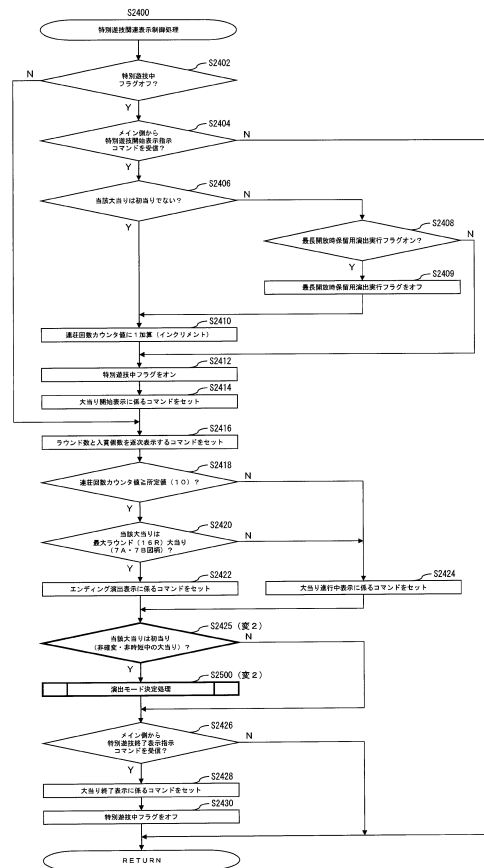 S2400
特別遊技関連表示制御処理
S2402
N
特別遊技中
フラグオフ?
Y
S2404
メイン側から
特別遊技開始表示指示
コマンドを受信?
N
Y
S2406
当該大当りは初当りでない?
N
Y
S2408
最長開放時保留用演出実行フラグオン?
N
Y
S2409
最長開放時保留用演出実行フラグをオフ
S2410
連荘回数カウンタ値に1加算(インクリメント)
S2412
特別遊技中フラグをオン
S2414
大当り開始表示に係るコマンドをセット
S2416
ラウンド数と入賞個数を逐次表示するコマンドをセット
S2418
連荘回数カウンタ値≧所定値(10)?
N
Y
S2420
当該大当りは
最大ラウンド(16R)大当り
(7A・7B図柄)?
N
Y
S2422
エンディング演出表示に係るコマンドをセット
S2424
大当り進行中表示に係るコマンドをセット
S2425(変2)
当該大当りは初当り
(非確変・非時短中の大当り)?
N
Y
S2500(変2)
演出モード決定処理
S2426
メイン側から
特別遊技終了表示指示
コマンドを受信?
N
Y
S2428
大当り終了表示に係るコマンドをセット
S2430
特別遊技中フラグをオフ
RETURN